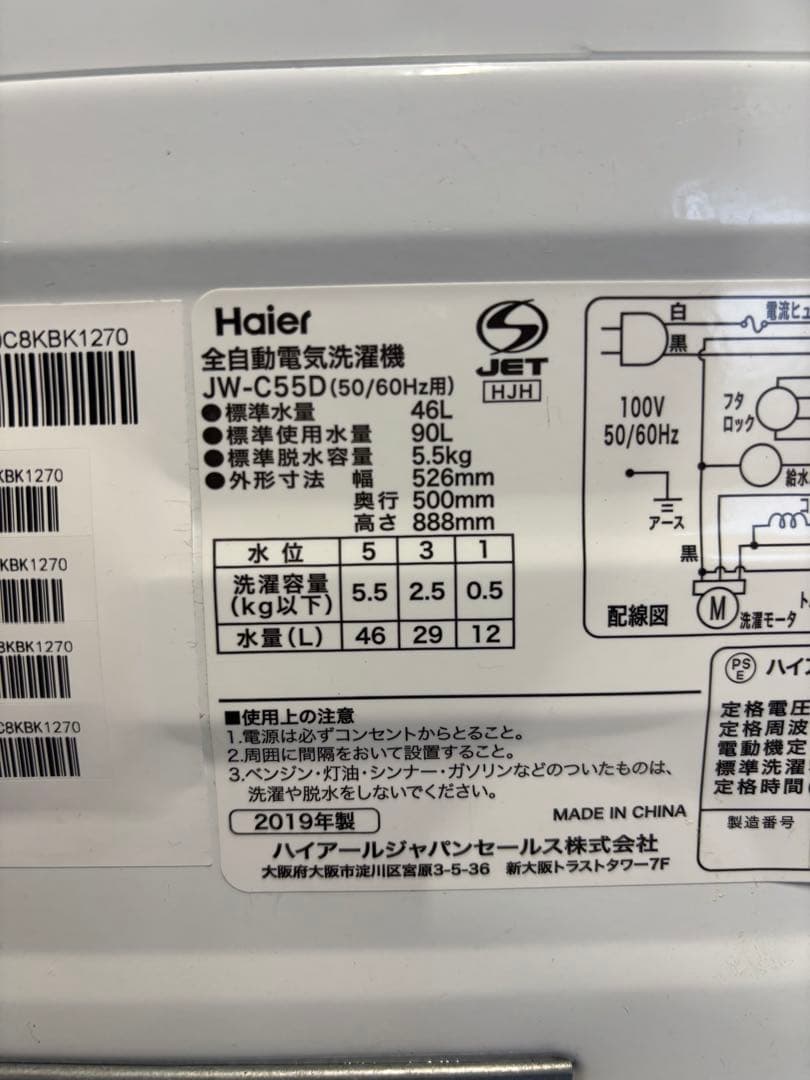 0C8KBK1270
KBK1270
KBK1270
8KBK1270
C8KBK1270
Haier
全自動電気洗濯機
JW-C55D(50/60Hz用)
●標準水量 46L
●標準使用水量 90L
●標準脱水容量 5.5kg
●外形寸法 幅 526mm
奥行 500mm
高さ 888mm
JET
HJH
水位 5 3 1
洗濯容量
(kg以下) 5.5 2.5 0.5
水量(L) 46 29 12
白
黒
電流ヒュ
100V
50/60Hz
フタ
ロック
給水
アース
黒
配線図
M
洗濯モータ
■使用上の注意
1.電源は必ずコンセントからとること。
2.周囲に間隔をおいて設置すること。
3.ベンジン・灯油・シンナー・ガソリンなどのついたものは、
洗濯や脱水をしないでください。
2019年製
MADE IN CHINA
ハイアールジャパンセールス株式会社
大阪府大阪市淀川区宮原3-5-36 新大阪トラストタワー7F
PS
E
ハイ
定格電圧
定格周波
電動機定
標準洗濯
定格時間
製造番号